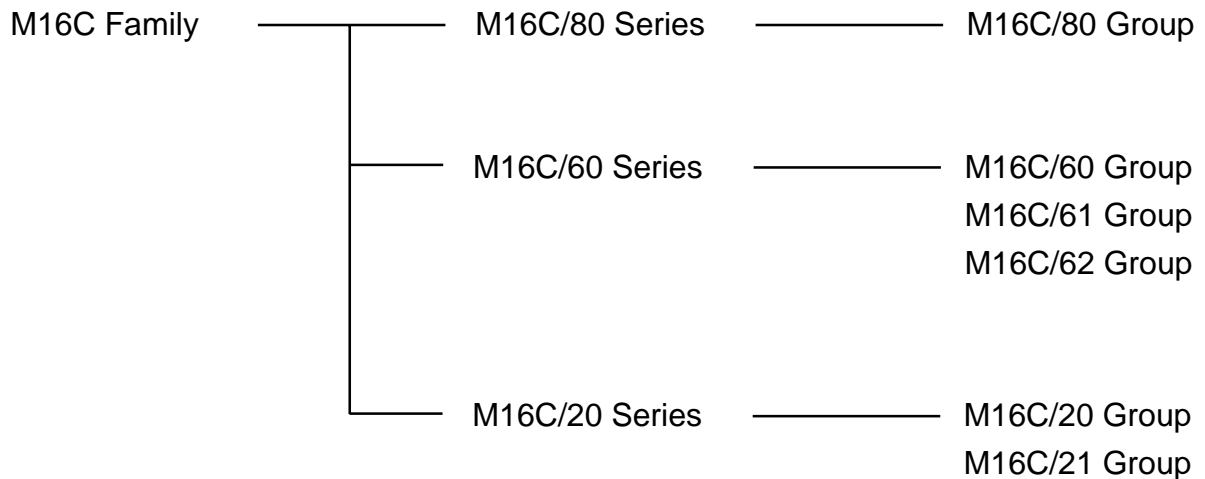 M16C Family M16C/80 Series M16C/80 Group
M16C/60 Series M16C/60 Group
M16C/61 Group
M16C/62 Group
M16C/20 Series M16C/20 Group
M16C/21 Group